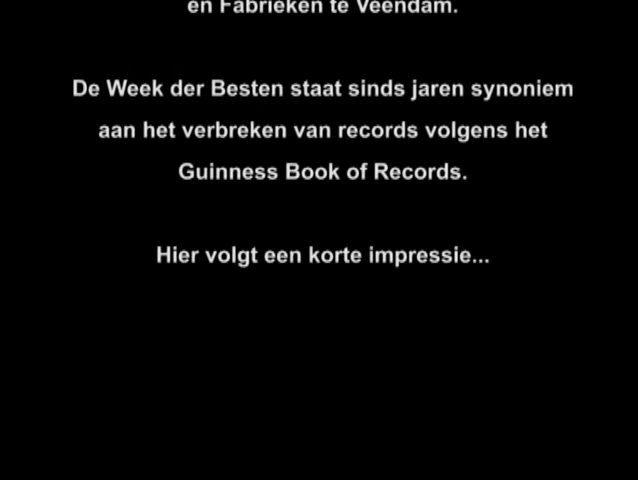 en Fabrieken te Veendam.
De Week der Besten staat sinds jaren synoniem
aan het verbreken van records volgens het
Guinness Book of Records.
Hier volgt een korte impressie...